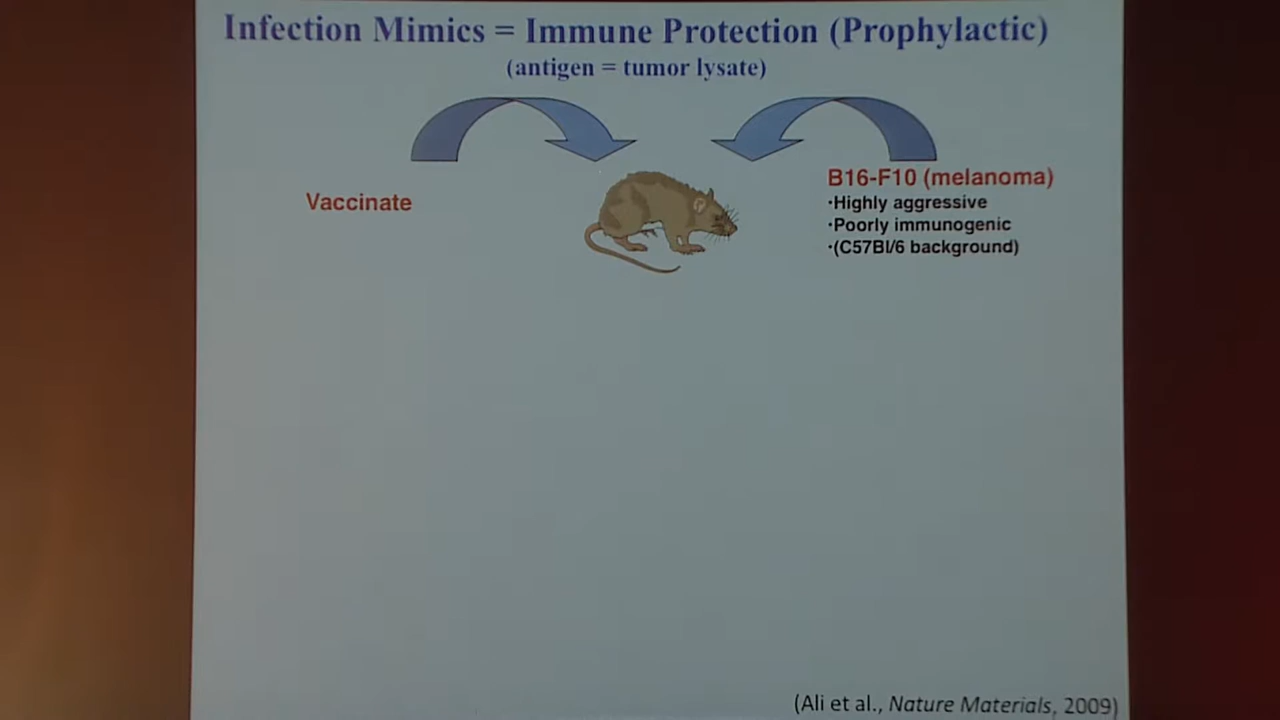 Infection Mimics = Immune Protection (Prophylactic)
(antigen = tumor lysate)
Vaccinate
B16-F10 (melanoma)
·Highly aggressive
·Poorly immunogenic
·(C57Bl/6 background)
(Ali et al., Nature Materials, 2009)